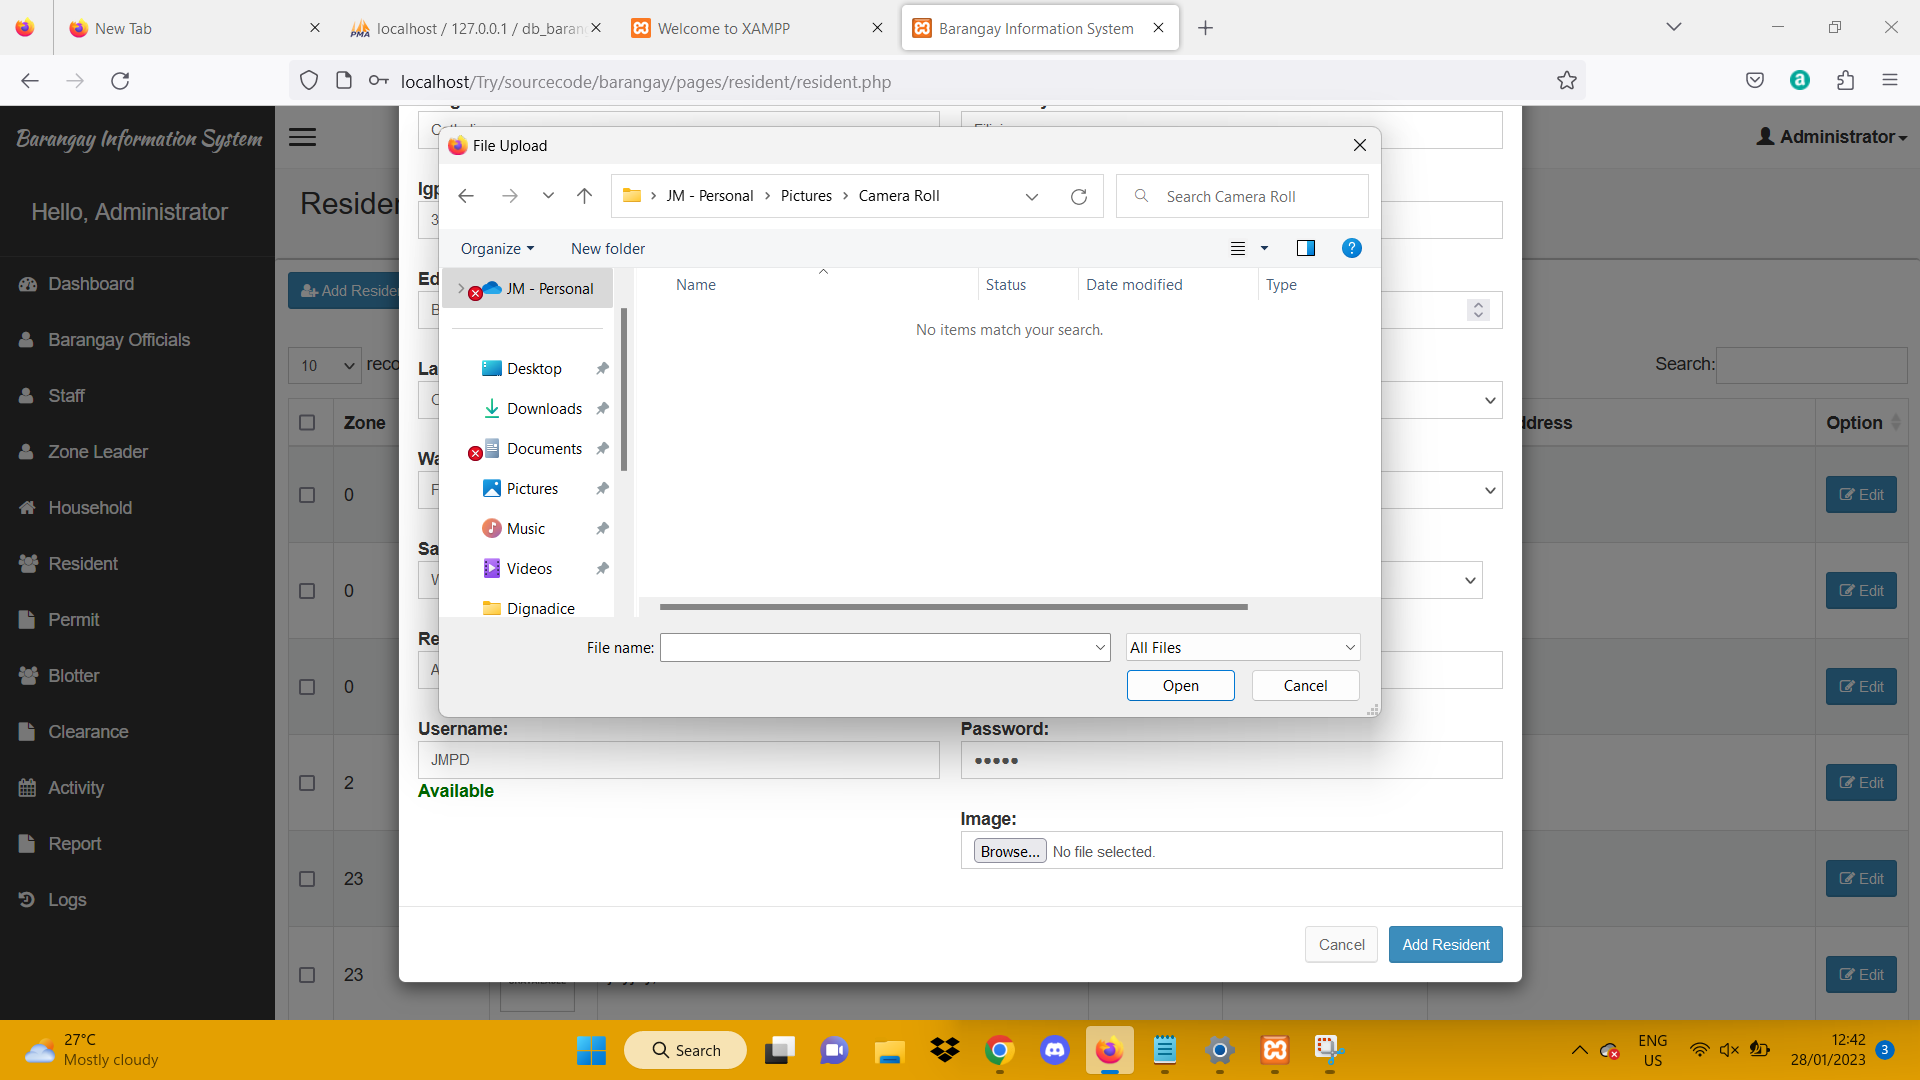 New Tab
localhost / 127.0.0.1 / db_baran
Welcome to XAMPP
Barangay Information System
localhost/Try/sourcecode/barangay/pages/resident/resident.php
Barangay Information System
Administrator
Hello, Administrator
Dashboard
Barangay Officials
Staff
Zone Leader
Household
Resident
Permit
Blotter
Clearance
Activity
Report
Logs
Residen
Add Reside
10
reco
Search:
Zone
ddress
Option
0
Edit
0
Edit
0
Edit
2
Edit
23
Edit
23
Edit
File Upload
JM - Personal > Pictures > Camera Roll
Search Camera Roll
Organize
New folder
JM - Personal
Desktop
Downloads
Documents
Pictures
Music
Videos
Dignadice
Name
Status
Date modified
Type
No items match your search.
File name:
All Files
Open
Cancel
Igp
3
Ed
La
Wa
F
Sa
Re
A
Username:
JMPD
Available
Password:
•••••
Image:
Browse...
No file selected.
Cancel
Add Resident
27°C
Mostly cloudy
Search
ENG
US
12:42
28/01/2023
3